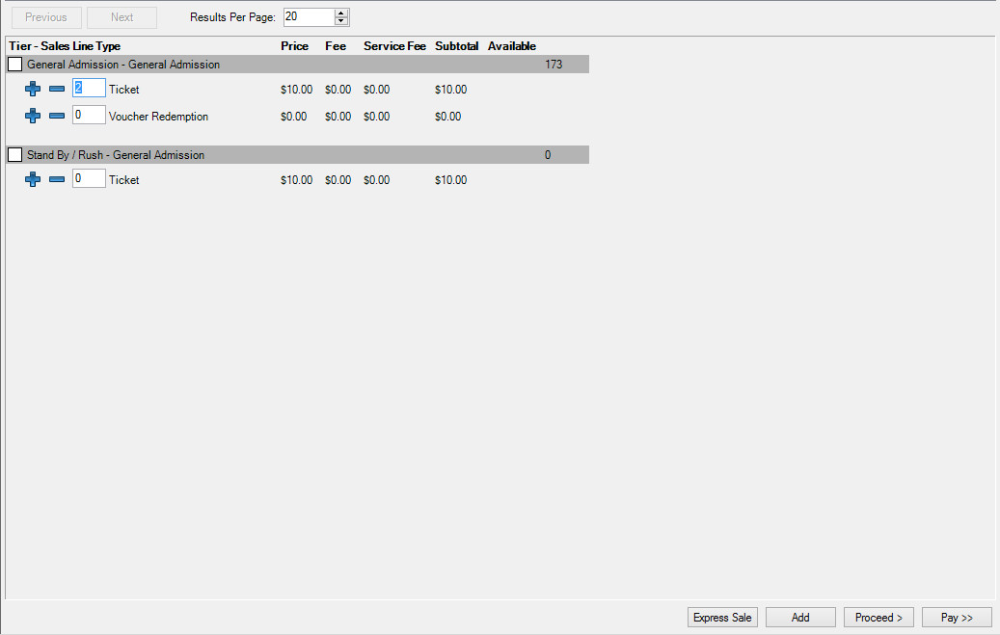 Previous Next Results Per Page: 20
Tier - Sales Line Type Price Fee Service Fee Subtotal Available
General Admission - General Admission 173
2 Ticket $10.00 $0.00 $0.00 $10.00
0 Voucher Redemption $0.00 $0.00 $0.00 $0.00
Stand By / Rush - General Admission 0
0 Ticket $10.00 $0.00 $0.00 $10.00
Express Sale Add Proceed > Pay >>